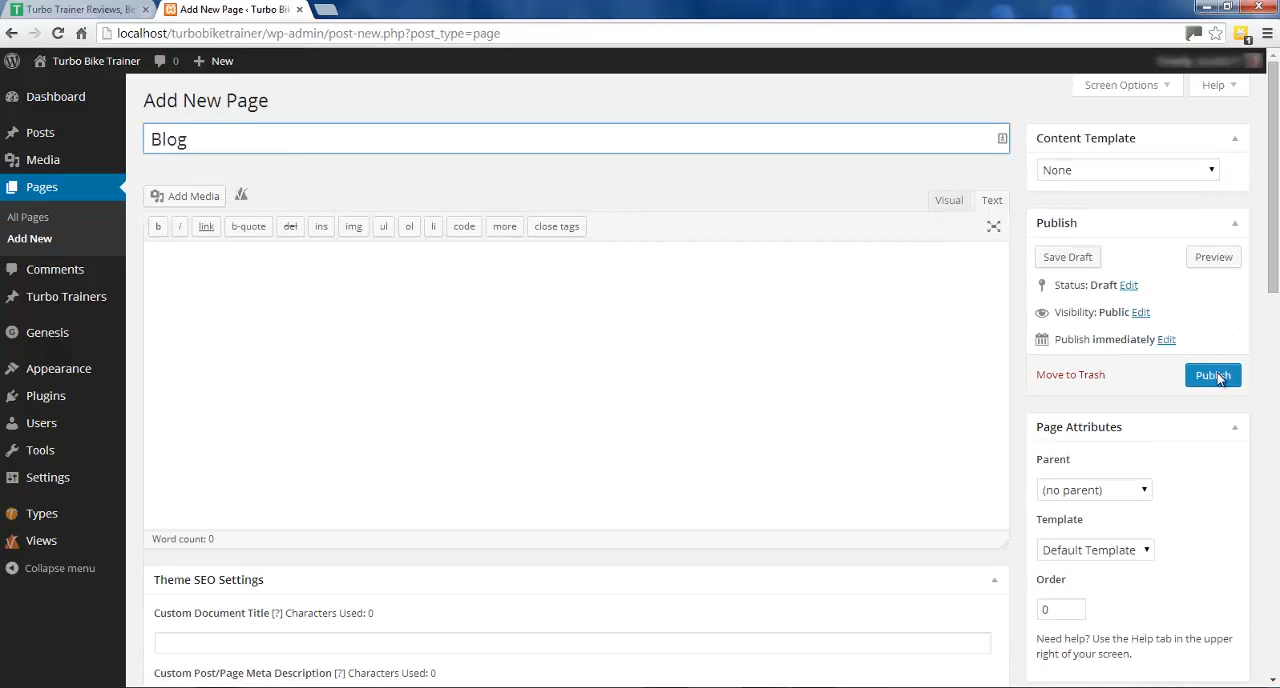 Turbo Trainer Reviews, Be
Add New Page ‹ Turbo Bi
localhost/turbobiketrainer/wp-admin/post-new.php?post_type=page
1
Turbo Bike Trainer
0
New
Screen Options
Help
Dashboard
Posts
Media
Pages
All Pages
Add New
Comments
Turbo Trainers
Genesis
Appearance
Plugins
Users
Tools
Settings
Types
Views
Collapse menu
Add New Page
Blog
Add Media
Visual
Text
b
i
link
b-quote
del
ins
img
ul
ol
li
code
more
close tags
Word count: 0
Theme SEO Settings
Custom Document Title [?] Characters Used: 0
Custom Post/Page Meta Description [?] Characters Used: 0
Content Template
None
Publish
Save Draft
Preview
Status: Draft Edit
Visibility: Public Edit
Publish immediately Edit
Move to Trash
Publish
Page Attributes
Parent
(no parent)
Template
Default Template
Order
0
Need help? Use the Help tab in the upper
right of your screen.